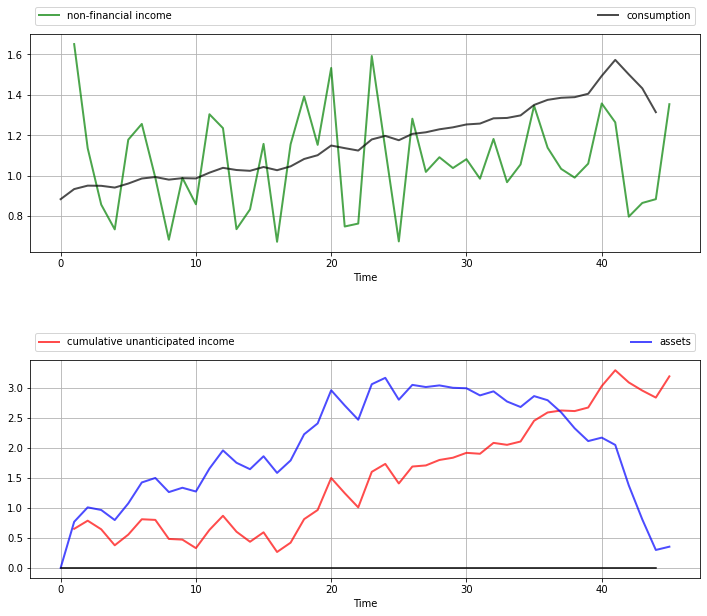 non-financial income consumption
1.6
1.4
1.2
1.0
0.8
0 10 20 30 40
Time
cumulative unanticipated income assets
3.0
2.5
2.0
1.5
1.0
0.5
0.0
0 10 20 30 40
Time